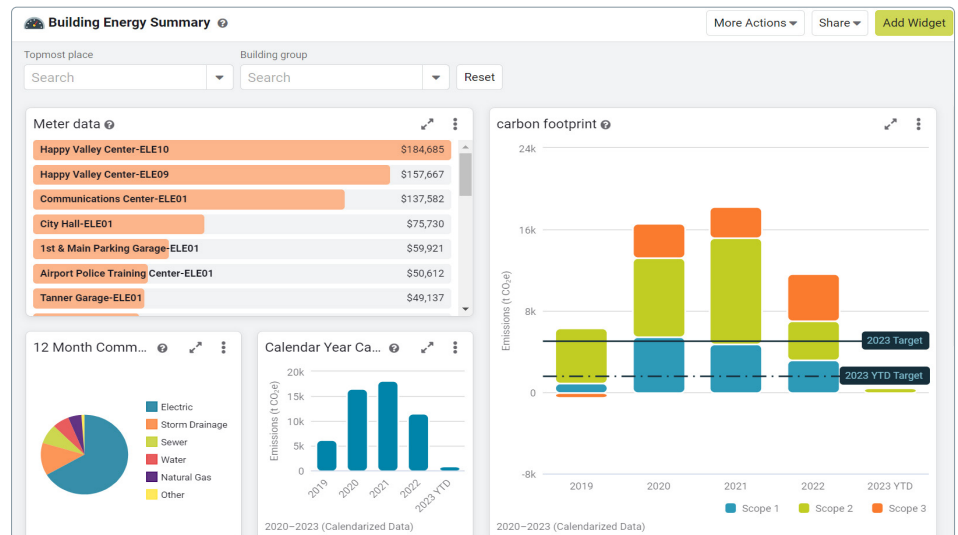 Building Energy Summary
More Actions
Share
Add Widget
Topmost place
Building group
Search
Search
Reset
Meter data
Happy Valley Center-ELE10 $184,685
Happy Valley Center-ELE09 $157,667
Communications Center-ELE01 $137,582
City Hall-ELE01 $75,730
1st & Main Parking Garage-ELE01 $59,921
Airport Police Training Center-ELE01 $50,612
Tanner Garage-ELE01 $49,137
carbon footprint
24k
16k
8k
0
-8k
Emissions (t CO₂e)
2023 Target
2023 YTD Target
2019 2020 2021 2022 2023 YTD
Scope 1 Scope 2 Scope 3
2020–2023 (Calendarized Data)
12 Month Comm...
Electric
Storm Drainage
Sewer
Water
Natural Gas
Other
Calendar Year Ca...
20k
15k
10k
5k
0
Emissions (t CO₂e)
2019 2020 2021 2022 2023 YTD
2020–2023 (Calendarized Data)